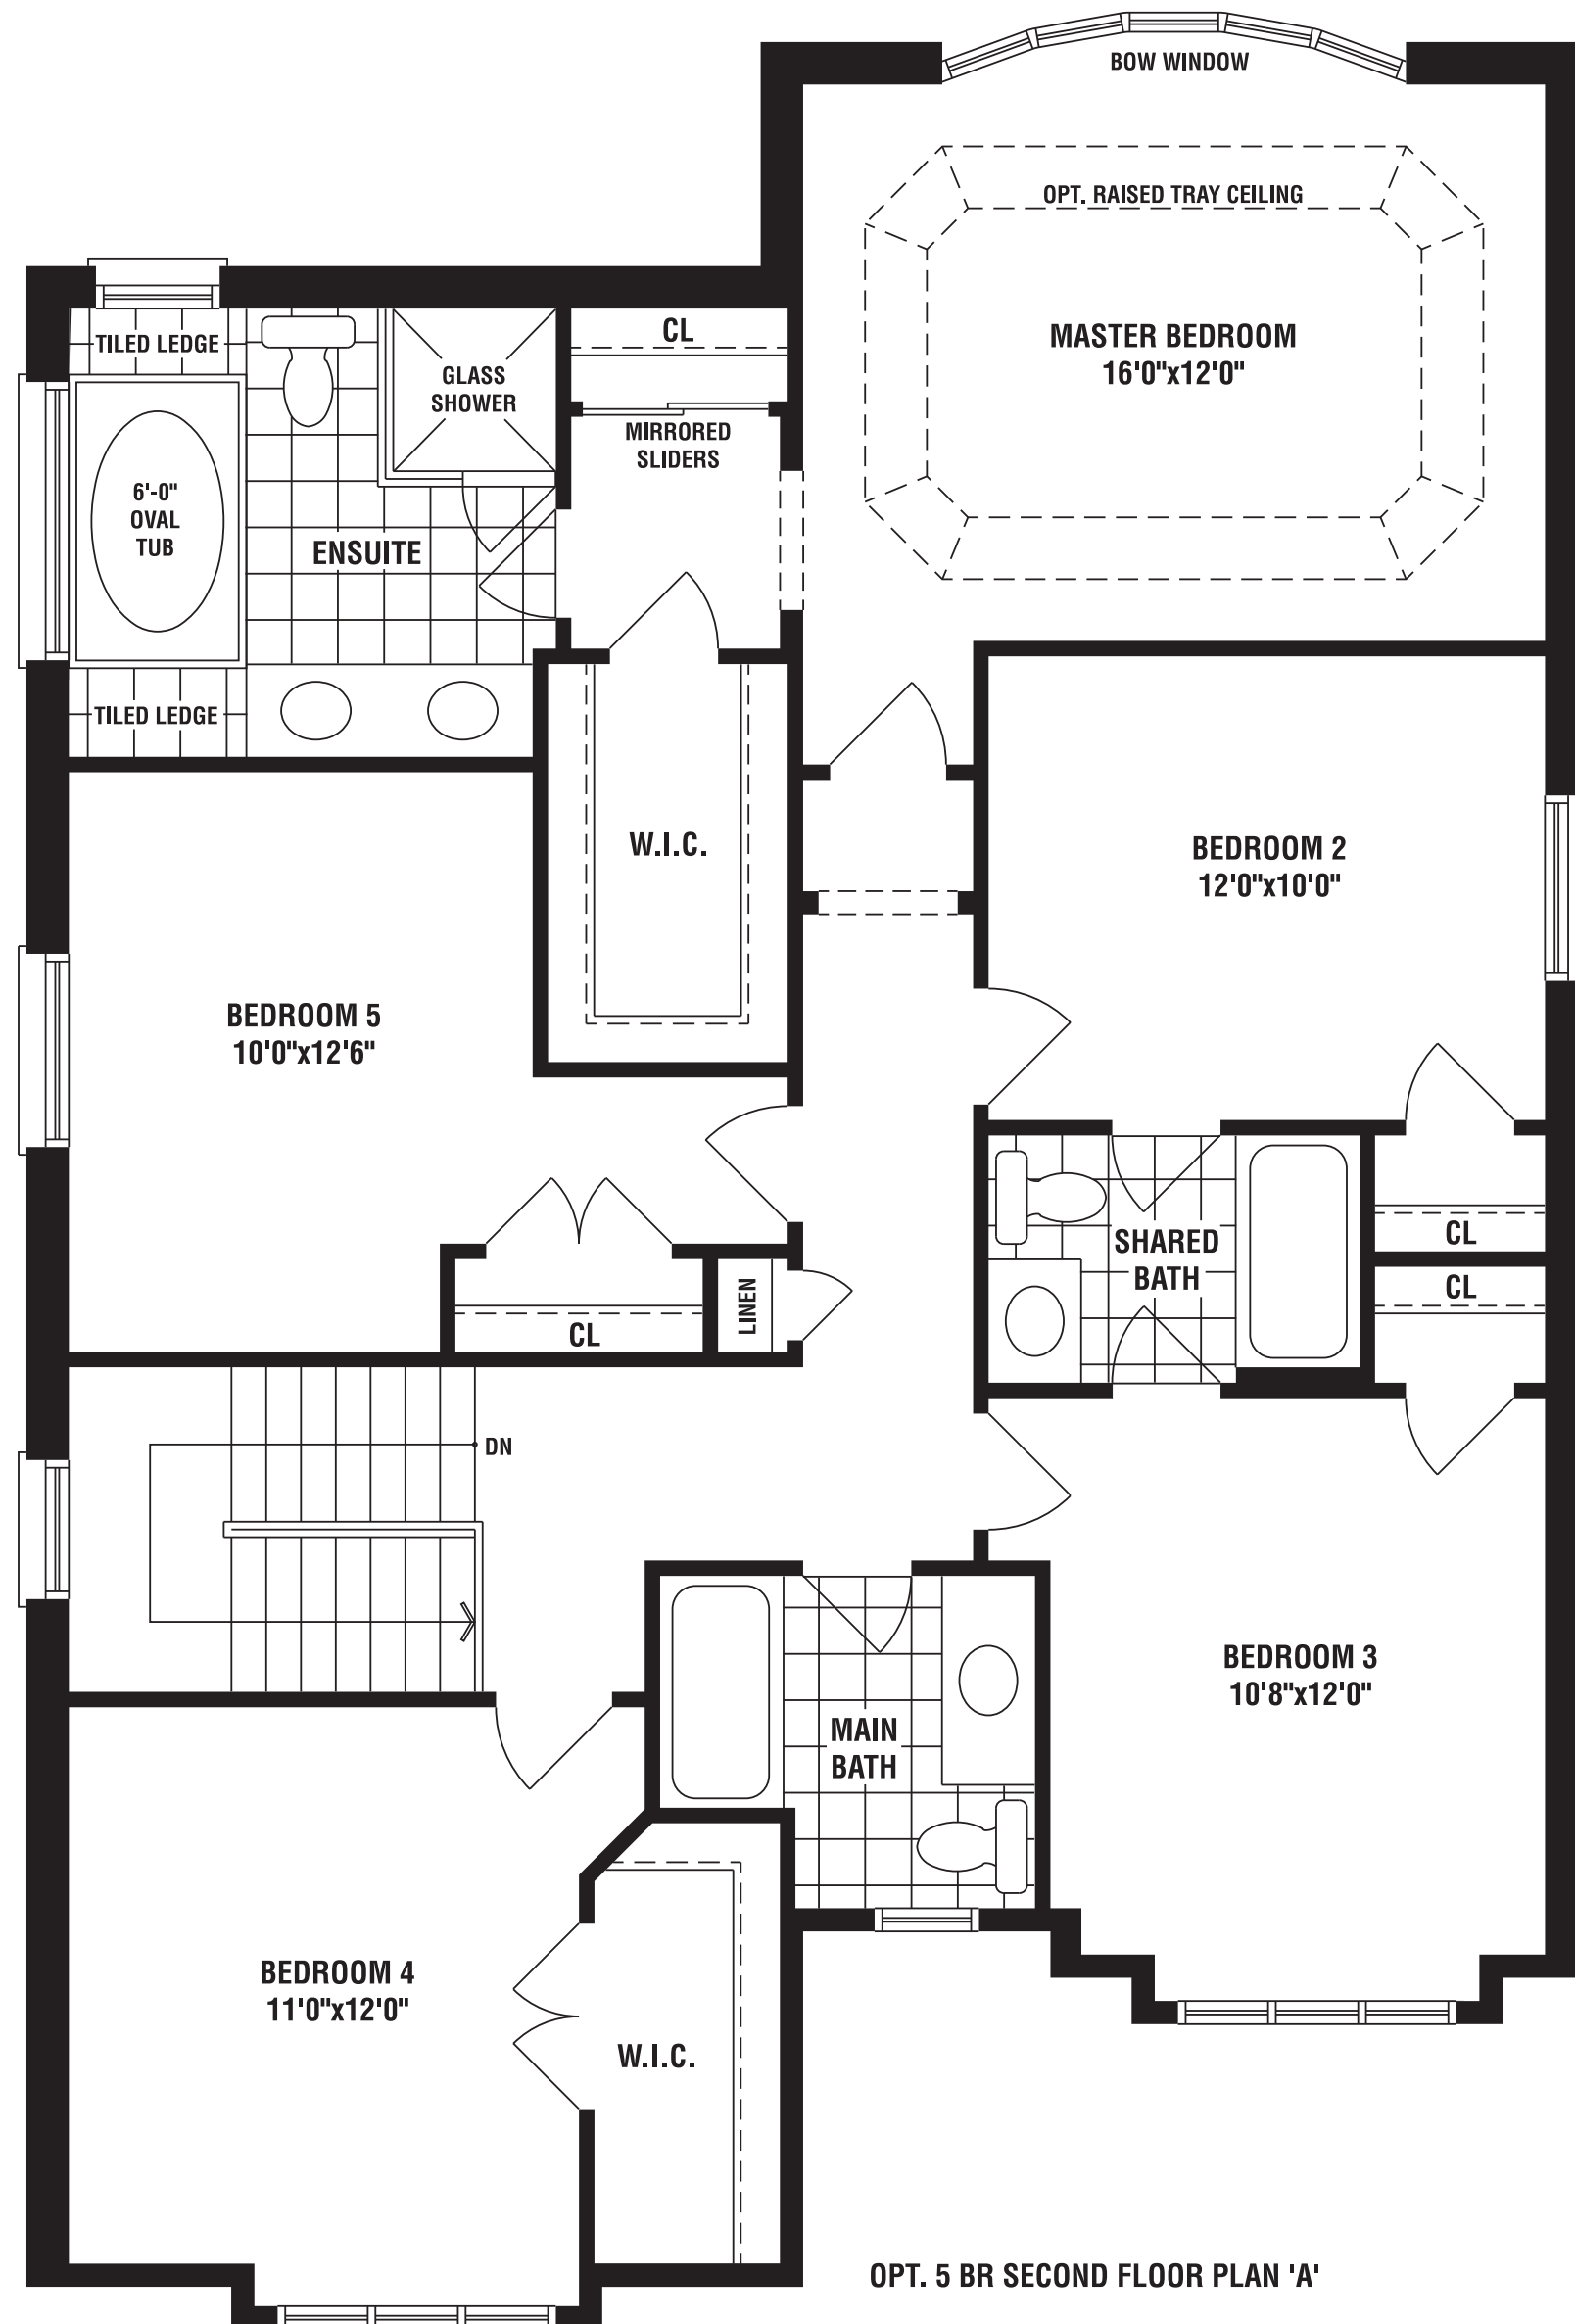 BOW WINDOW
OPT. RAISED TRAY CEILING
MASTER BEDROOM
16'0"x12'0"
TILED LEDGE
GLASS
SHOWER
CL
MIRRORED
SLIDERS
6'-0"
OVAL
TUB
ENSUITE
TILED LEDGE
W.I.C.
BEDROOM 2
12'0"x10'0"
BEDROOM 5
10'0"x12'6"
SHARED
BATH
CL
CL
CL
LINEN
DN
BEDROOM 3
10'8"x12'0"
MAIN
BATH
BEDROOM 4
11'0"x12'0"
W.I.C.
OPT. 5 BR SECOND FLOOR PLAN 'A'